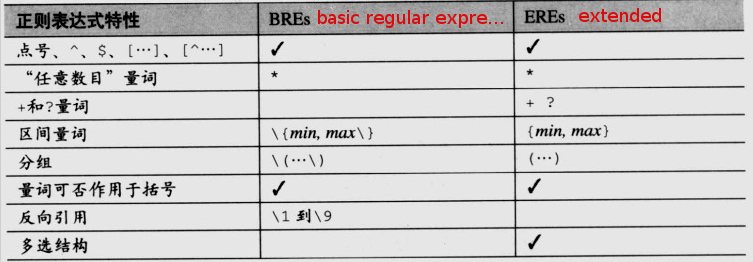 正则表达式特性 BREs basic regular expre... EREs extended
点号、^、$、[…]、[^…] ✓ ✓
“任意数目”量词 * *
+和?量词 + ?
区间量词 \{min, max\} {min, max}
分组 \(…\) (…)
量词可否作用于括号 ✓ ✓
反向引用 \1 到\9
多选结构 ✓